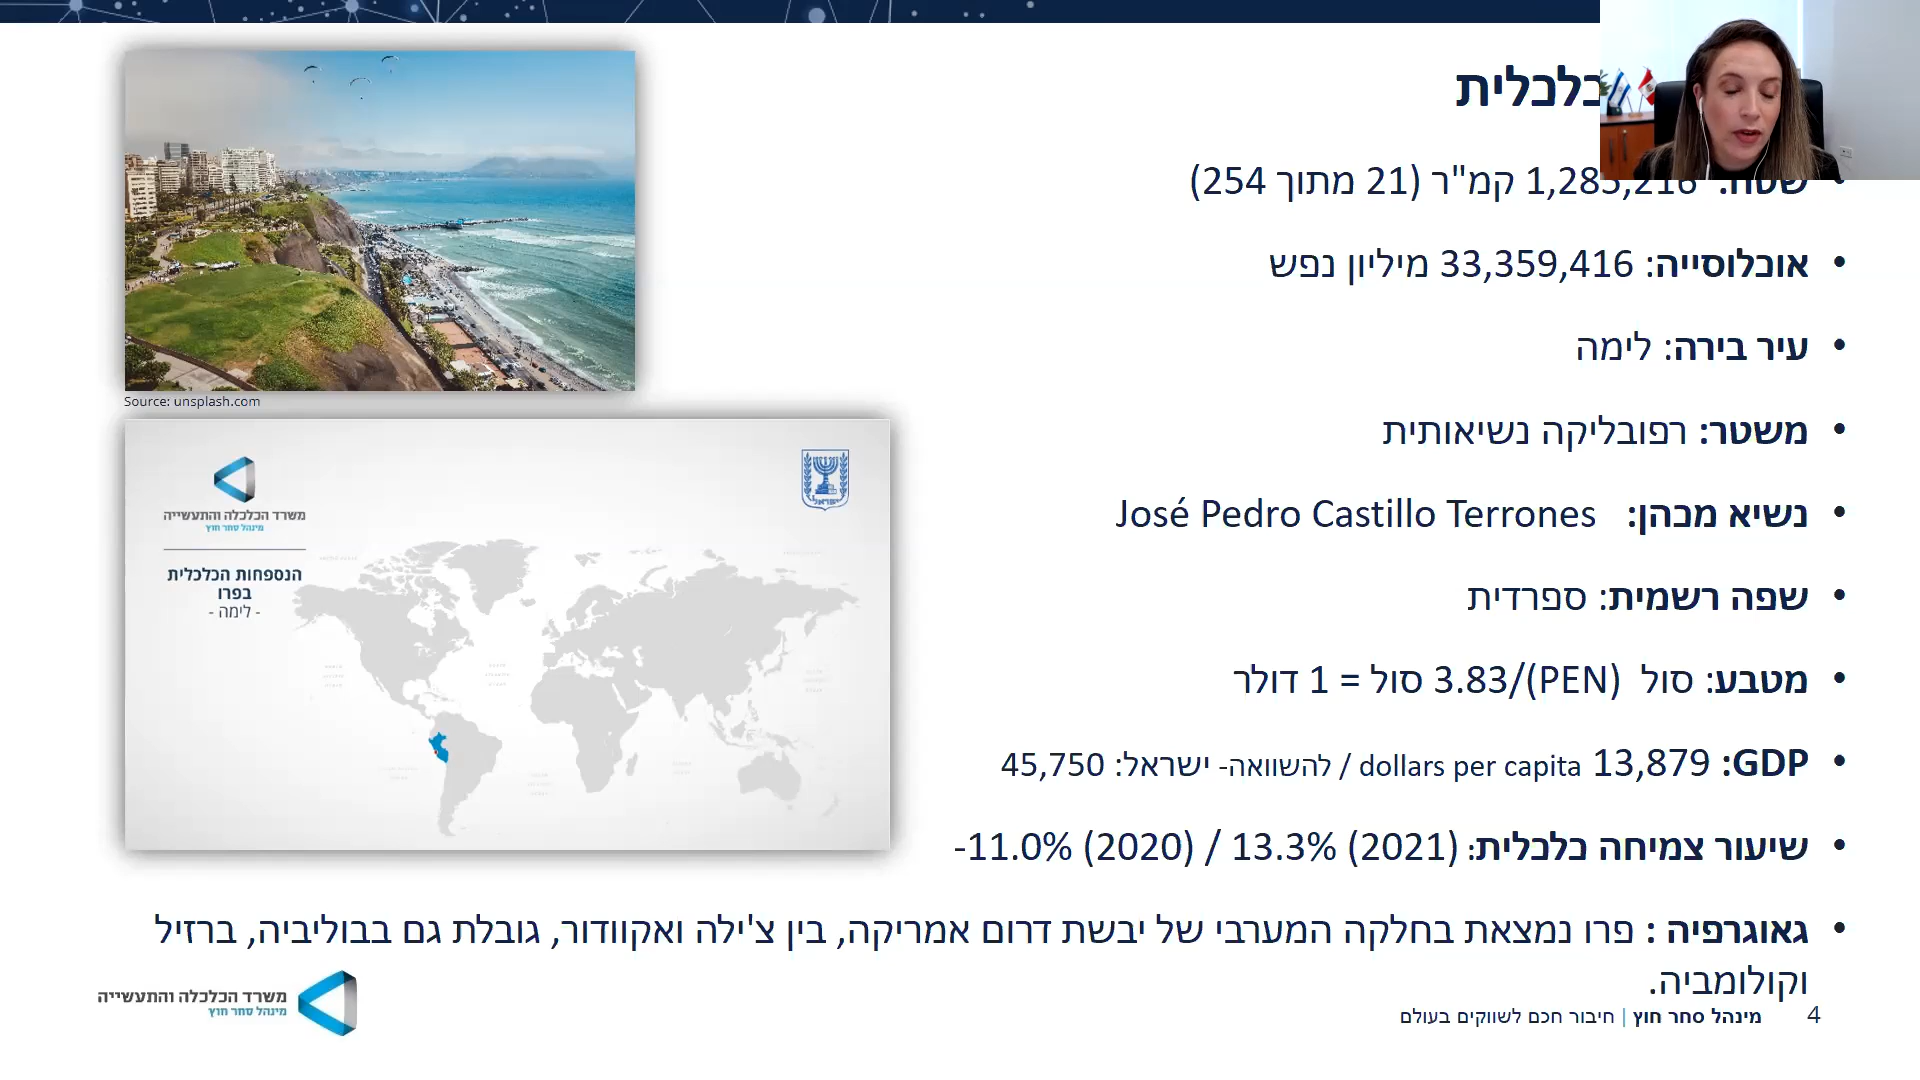 כלכלית
שטח: 1,285,216 קמ"ר (21 מתוך 254)
אוכלוסייה: 33,359,416 מיליון נפש
עיר בירה: לימה
משטר: רפובליקה נשיאותית
נשיא מכהן: José Pedro Castillo Terrones
שפה רשמית: ספרדית
מטבע: סול (PEN)/3.83 סול = 1 דולר
GDP: 13,879 dollars per capita / להשוואה- ישראל: 45,750
שיעור צמיחה כלכלית: -11.0% (2020) / 13.3% (2021)
גאוגרפיה : פרו נמצאת בחלקה המערבי של יבשת דרום אמריקה, בין צ'ילה ואקוודור, גובלת גם בבוליביה, ברזיל
וקולומביה.
Source: unsplash.com
משרד הכלכלה והתעשייה
מינהל סחר חוץ
הנספחות הכלכלית
בפרו
- לימה -
ישראל
משרד הכלכלה והתעשייה
מינהל סחר חוץ
מינהל סחר חוץ | חיבור חכם לשווקים בעולם
4